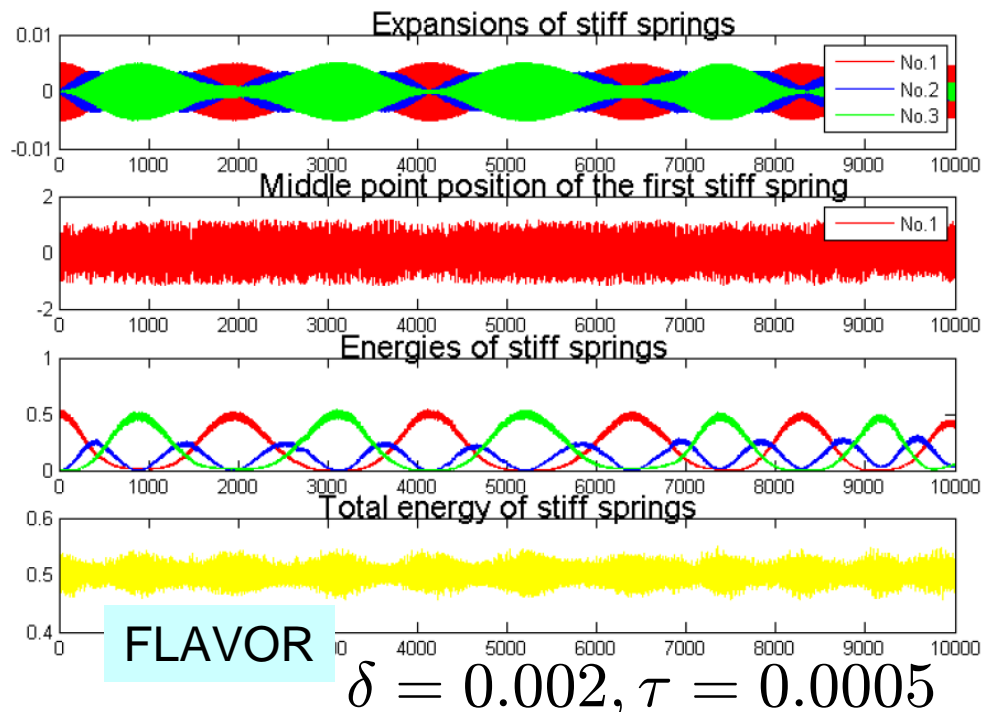 Expansions of stiff springs
0.01
0
-0.01
No.1
No.2
No.3
0 1000 2000 3000 4000 5000 6000 7000 8000 9000 10000
Middle point position of the first stiff spring
2
0
-2
No.1
0 1000 2000 3000 4000 5000 6000 7000 8000 9000 10000
Energies of stiff springs
1
0.5
0
0 1000 2000 3000 4000 5000 6000 7000 8000 9000 10000
Total energy of stiff springs
0.6
0.5
0.4
0 1000 2000 3000 4000 5000 6000 7000 8000 9000 10000
FLAVOR
δ = 0.002, τ = 0.0005